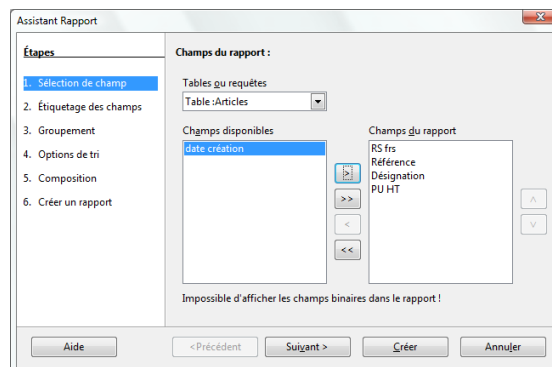 Assistant Rapport
Étapes
1. Sélection de champ
2. Étiquetage des champs
3. Groupement
4. Options de tri
5. Composition
6. Créer un rapport
Champs du rapport :
Tables ou requêtes
Table :Articles
Champs disponibles
date création
>
>>
<
<<
Champs du rapport
RS frs
Référence
Désignation
PU HT
Impossible d'afficher les champs binaires dans le rapport !
Aide
<Précédent
Suivant >
Créer
Annuler